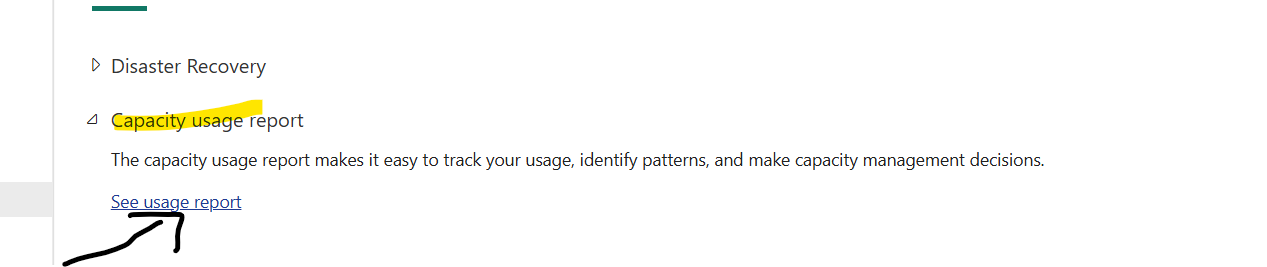 Disaster Recovery
Capacity usage report
The capacity usage report makes it easy to track your usage, identify patterns, and make capacity management decisions.
See usage report